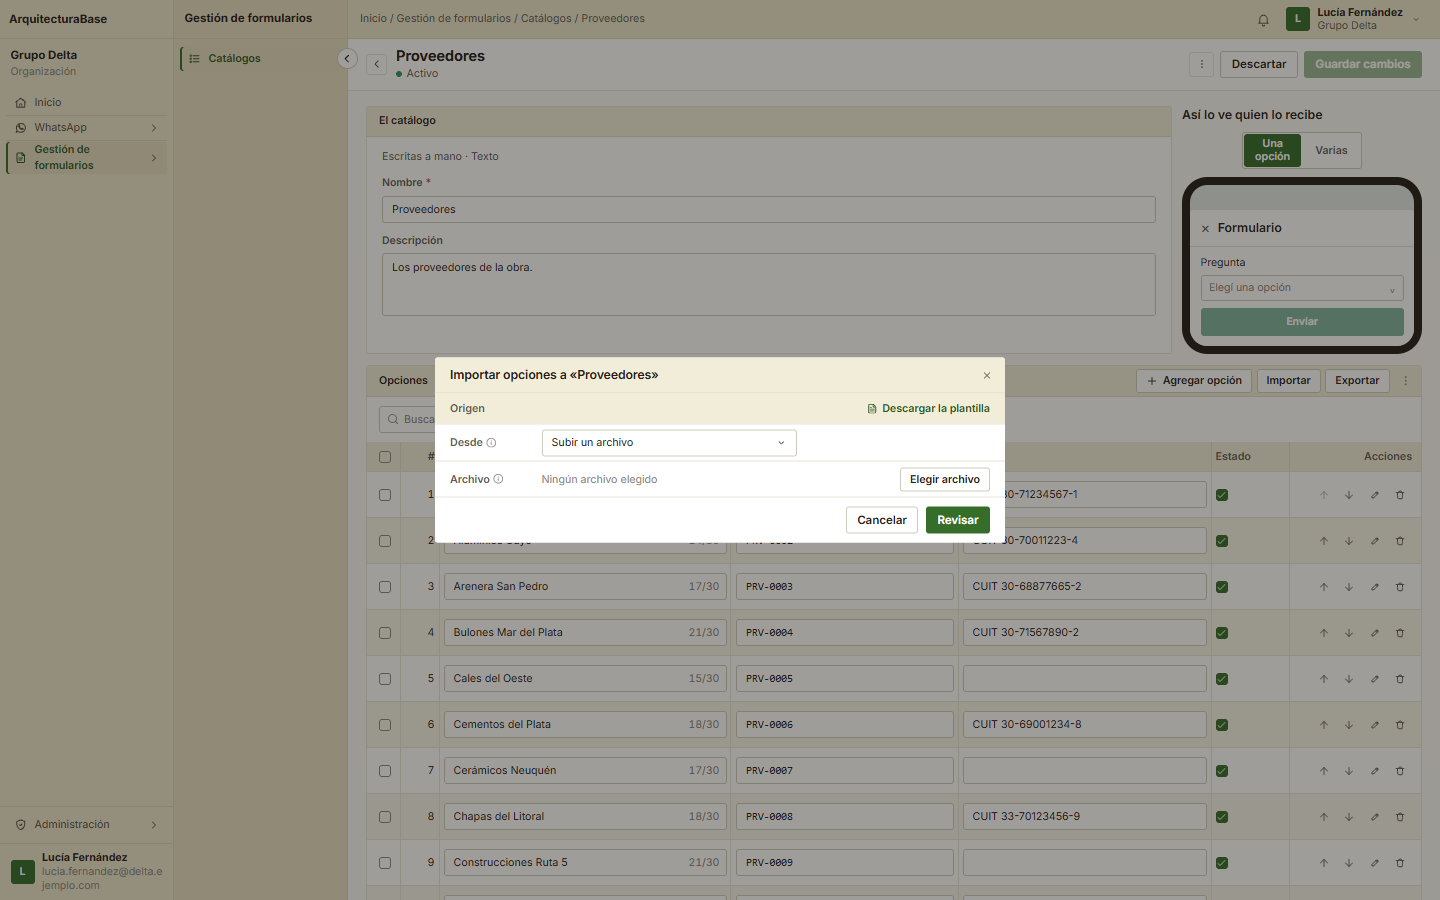 ArquitecturaBase
Gestión de formularios
Inicio / Gestión de formularios / Catálogos / Proveedores
L
Lucía Fernández
Grupo Delta
Grupo Delta
Organización
Inicio
WhatsApp
Gestión de
formularios
Catálogos
Proveedores
Activo
Descartar
Guardar cambios
El catálogo
Escritas a mano · Texto
Nombre *
Proveedores
Descripción
Los proveedores de la obra.
Así lo ve quien lo recibe
Una
opción
Varias
Formulario
Pregunta
Elegí una opción
Enviar
Opciones
Agregar opción
Importar
Exportar
Busca
Importar opciones a «Proveedores»
Origen
Descargar la plantilla
Desde
Subir un archivo
Archivo
Ningún archivo elegido
Elegir archivo
Cancelar
Revisar
#
Estado
Acciones
1
30-71234567-1
2
CUIT 30-70011223-4
3
Arenera San Pedro
17/30
PRV-0003
CUIT 30-68877665-2
4
Bulones Mar del Plata
21/30
PRV-0004
CUIT 30-71567890-2
5
Cales del Oeste
15/30
PRV-0005
6
Cementos del Plata
18/30
PRV-0006
CUIT 30-69001234-8
7
Cerámicos Neuquén
17/30
PRV-0007
8
Chapas del Litoral
18/30
PRV-0008
CUIT 33-70123456-9
9
Construcciones Ruta 5
21/30
PRV-0009
Administración
L
Lucía Fernández
lucia.fernandez@delta.e
jemplo.com